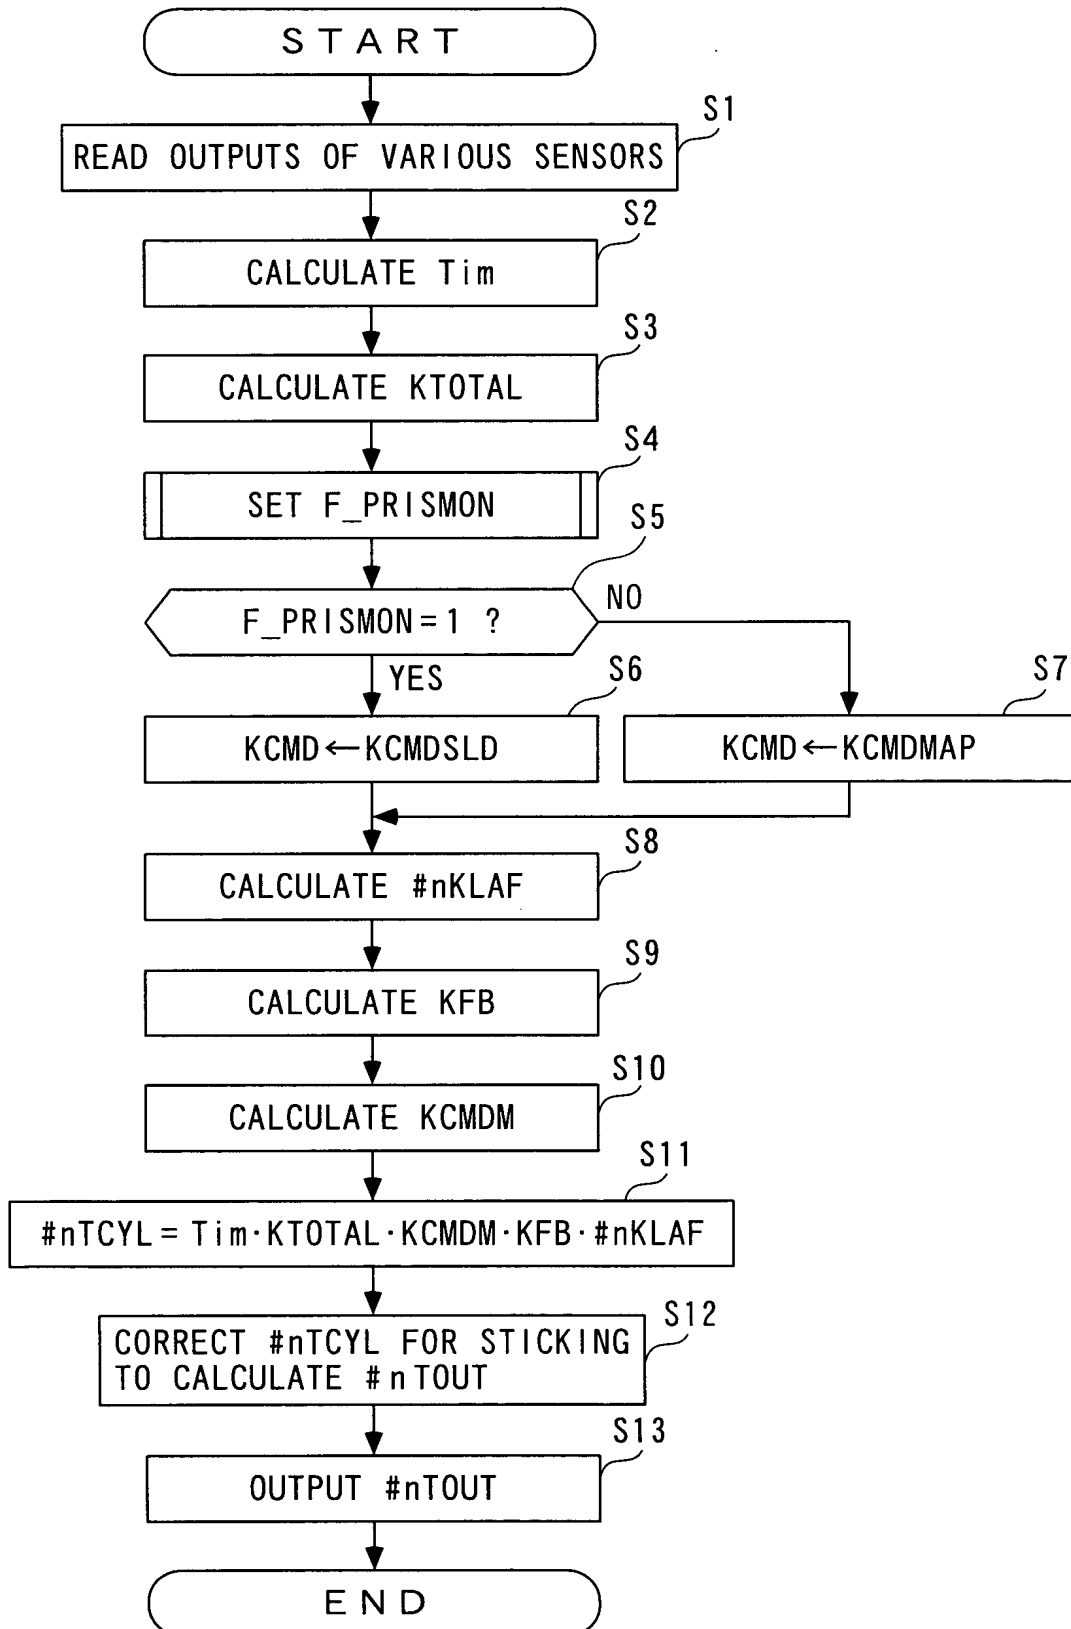 START
S1
READ OUTPUTS OF VARIOUS SENSORS
S2
CALCULATE Tim
S3
CALCULATE KTOTAL
S4
SET F_PRISMON
S5
F_PRISMON=1 ?
NO
YES
S6
KCMD←KCMDSLD
S7
KCMD←KCMDMAP
S8
CALCULATE #nKLAF
S9
CALCULATE KFB
S10
CALCULATE KCMDM
S11
#nTCYL=Tim·KTOTAL·KCMDM·KFB·#nKLAF
S12
CORRECT #nTCYL FOR STICKING
TO CALCULATE #nTOUT
S13
OUTPUT #nTOUT
END